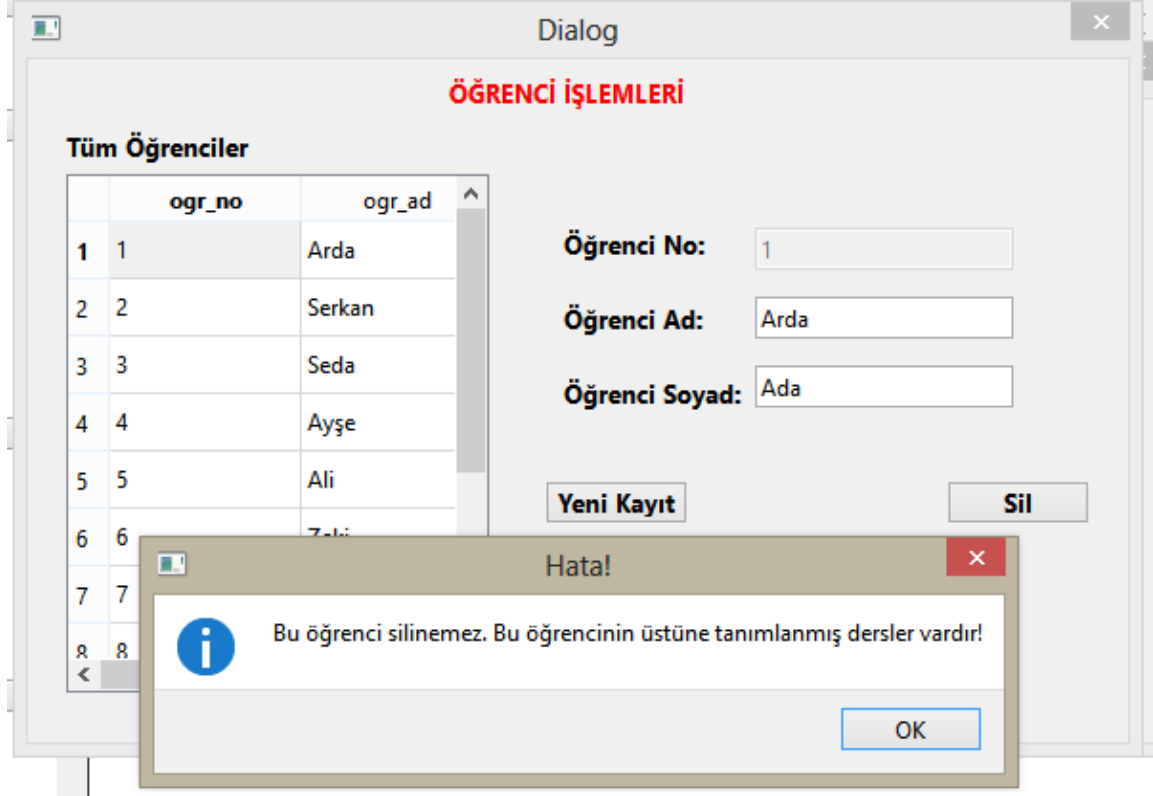 Dialog
ÖĞRENCİ İŞLEMLERİ
Tüm Öğrenciler
ogr_no ogr_ad
1 1 Arda
2 2 Serkan
3 3 Seda
4 4 Ayşe
5 5 Ali
6 6
7 7
8 8
Öğrenci No: 1
Öğrenci Ad: Arda
Öğrenci Soyad: Ada
Yeni Kayıt Sil
Hata!
Bu öğrenci silinemez. Bu öğrencinin üstüne tanımlanmış dersler vardır!
OK